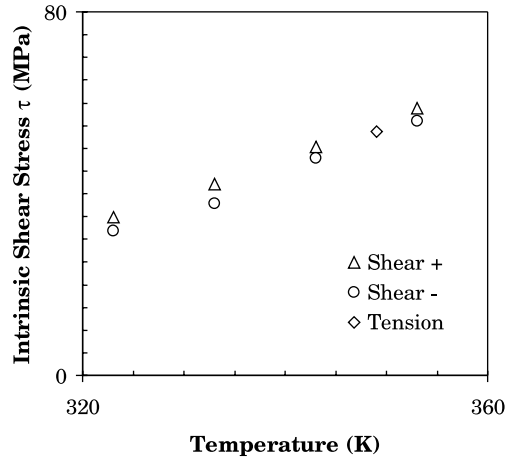 80
Intrinsic Shear Stress τ (MPa)
Shear +
Shear -
Tension
0
320
360
Temperature (K)